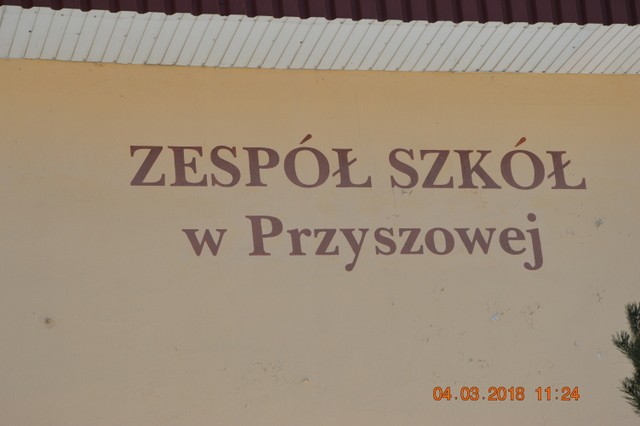 ZESPÓŁ SZKÓŁ
w Przyszowej
04.03.2018 11:24